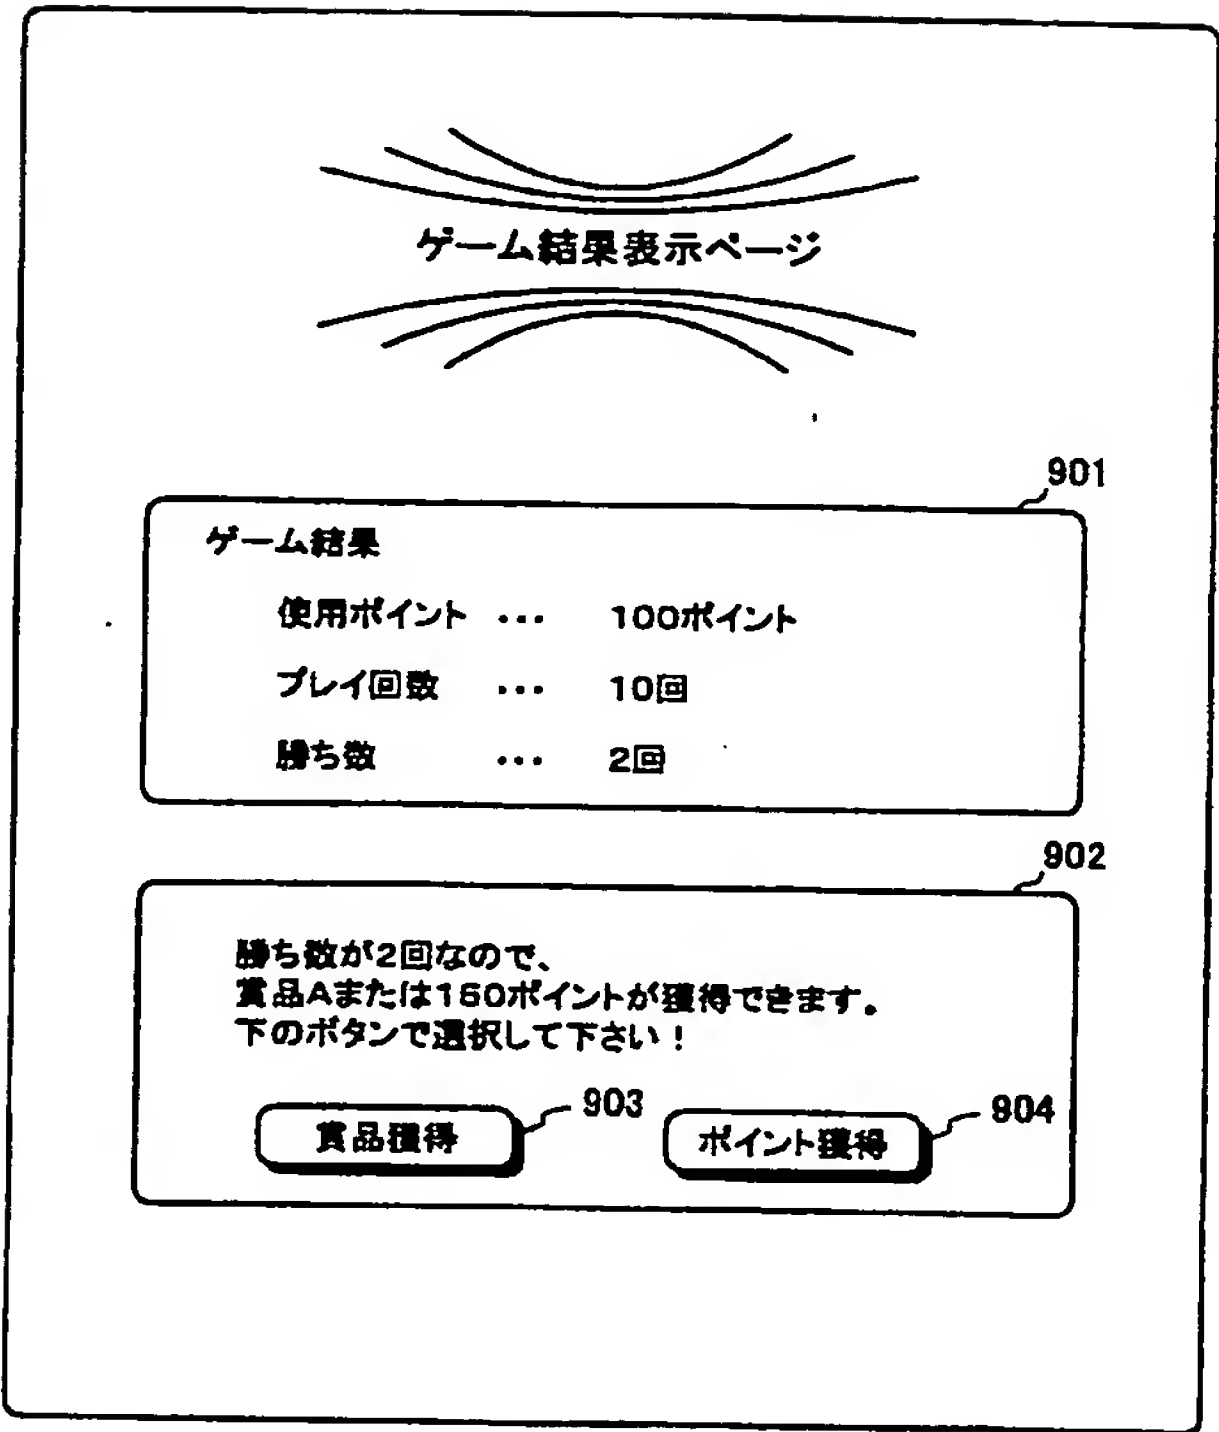 ゲーム結果表示ページ
901
ゲーム結果
使用ポイント ... 100ポイント
プレイ回数 ... 10回
勝ち数 ... 2回
902
勝ち数が2回なので、
賞品Aまたは150ポイントが獲得できます。
下のボタンで選択して下さい!
賞品獲得 903
ポイント獲得 904